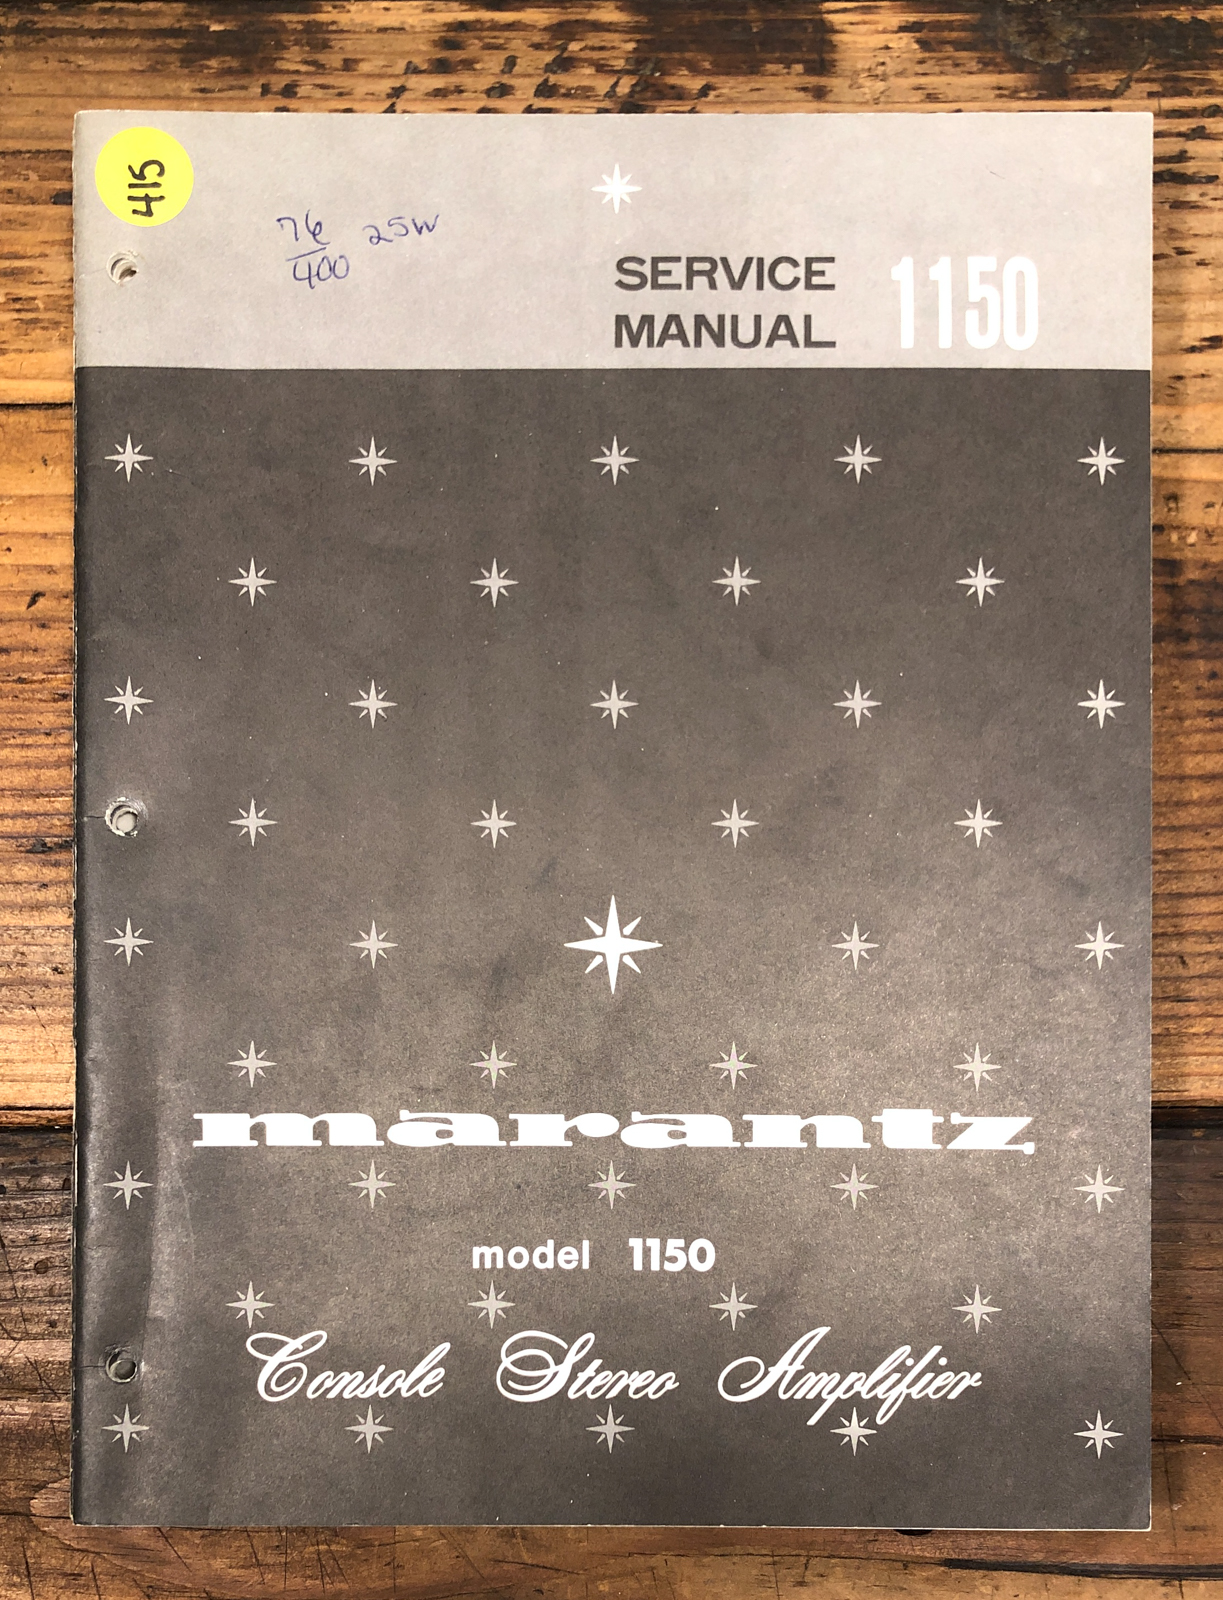 415
76 25W
400
SERVICE
MANUAL 1150
marantz
model 1150
Console Stereo Amplifier